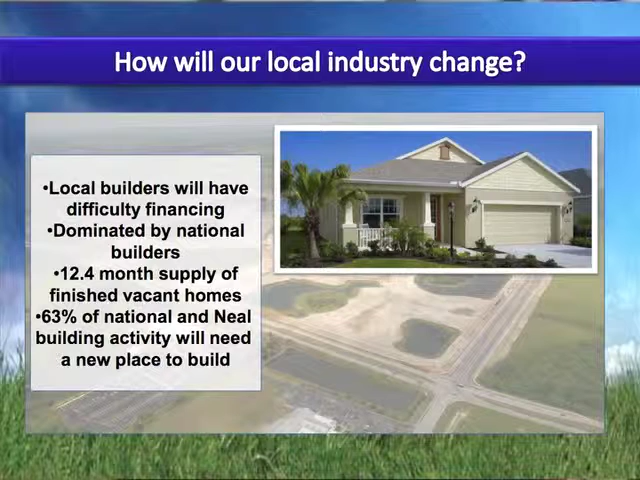 How will our local industry change?
•Local builders will have
difficulty financing
•Dominated by national
builders
•12.4 month supply of
finished vacant homes
•63% of national and Neal
building activity will need
a new place to build